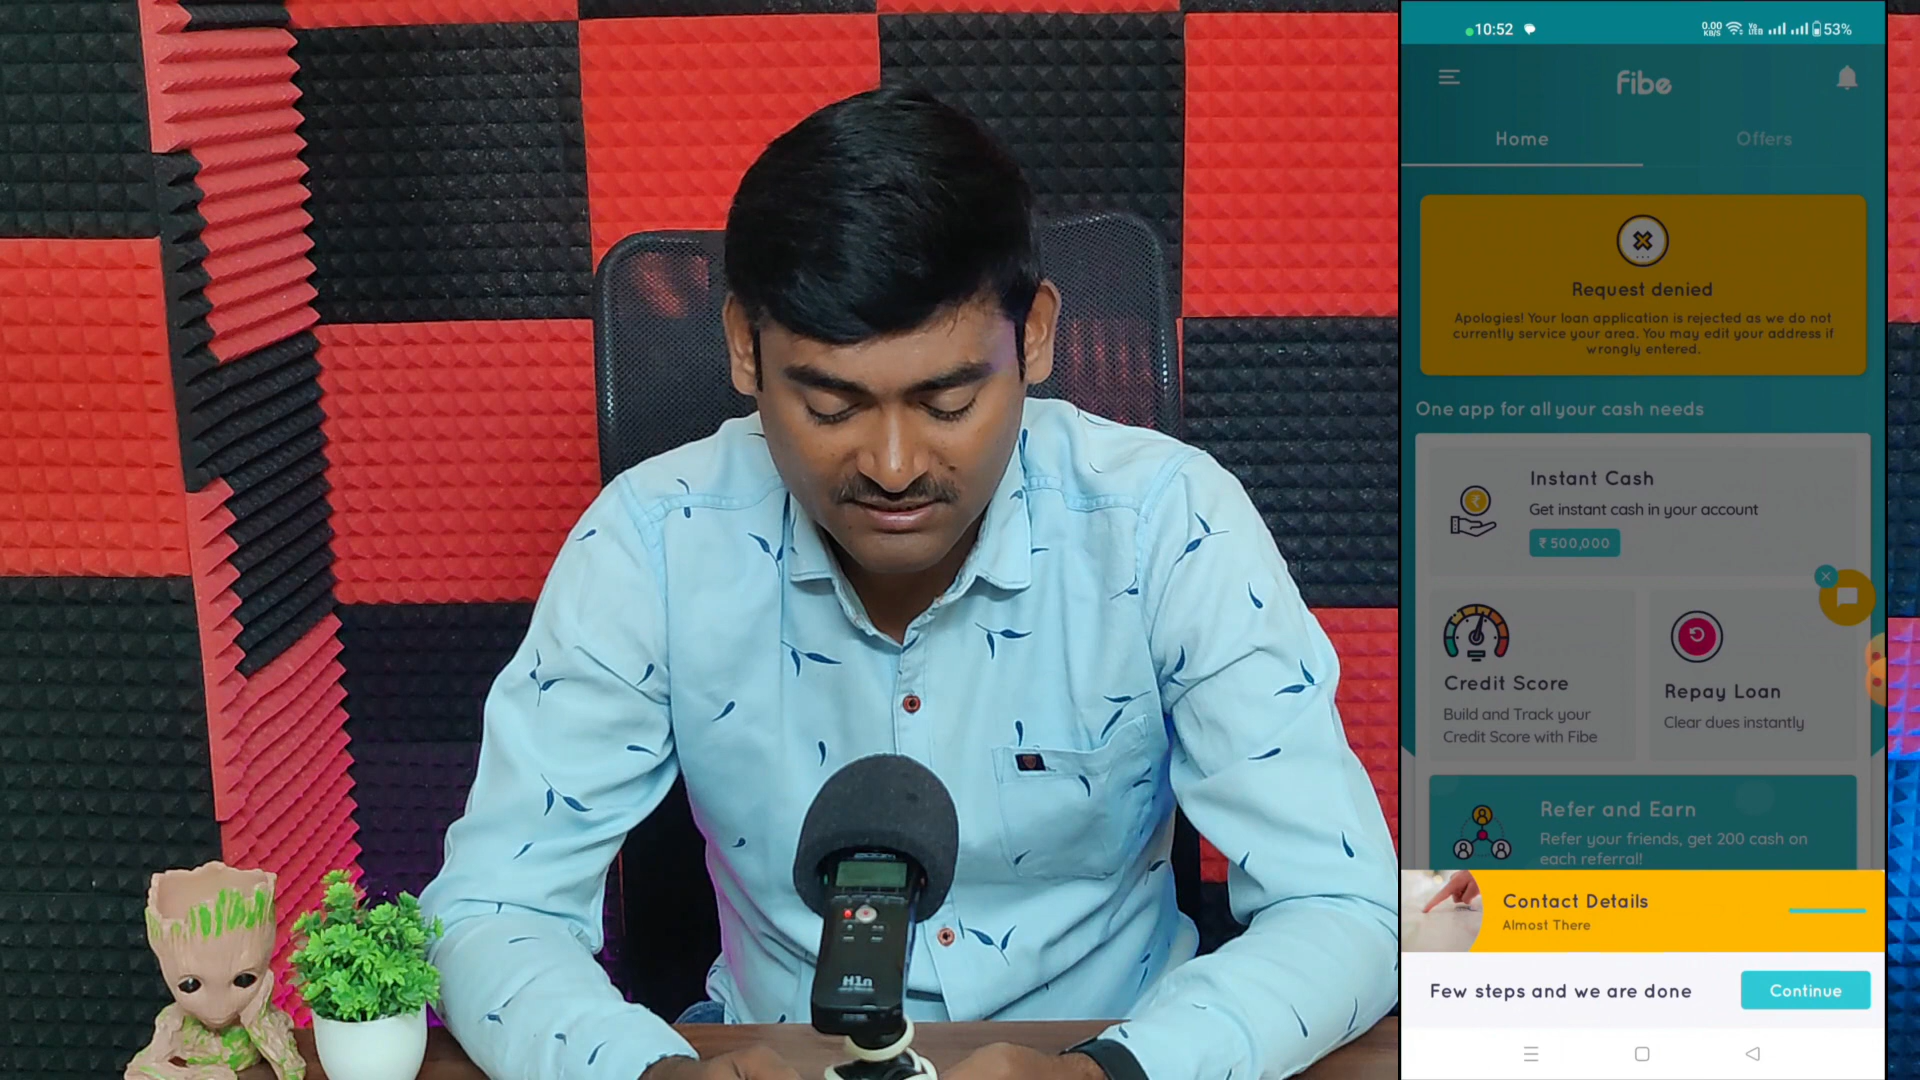 10:52
0.00
KB/S
53%
fibe
Home
Offers
Request denied
Apologies! Your loan application is rejected as we do not
currently service your area. You may edit your address if
wrongly entered.
One app for all your cash needs
Instant Cash
Get instant cash in your account
₹ 500,000
Credit Score
Build and Track your
Credit Score with Fibe
Repay Loan
Clear dues instantly
Refer and Earn
Refer your friends, get 200 cash on
each referral!
Contact Details
Almost There
Few steps and we are done
Continue
zoom
H1n